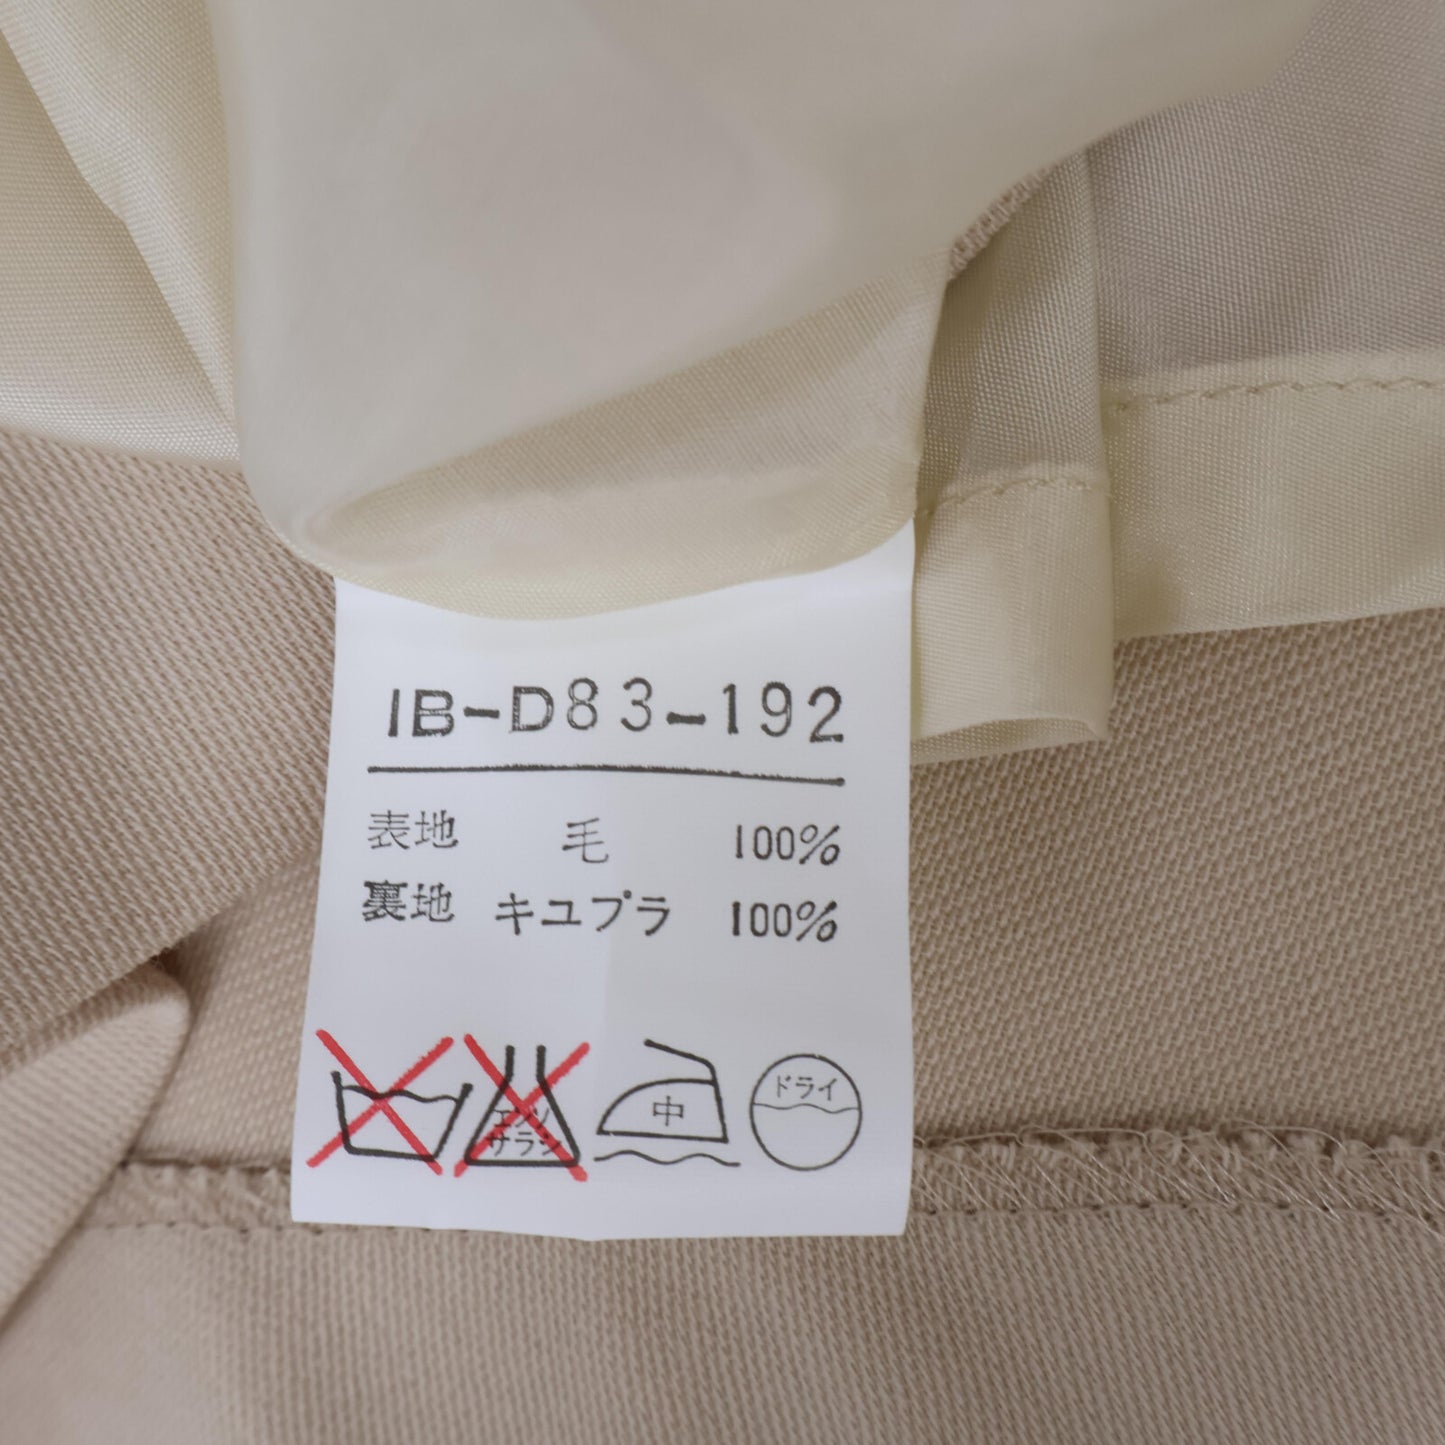 IB-D83-192
表地 毛 100%
裏地 キユプラ 100%
エンソ
サラシ
中
ドライ